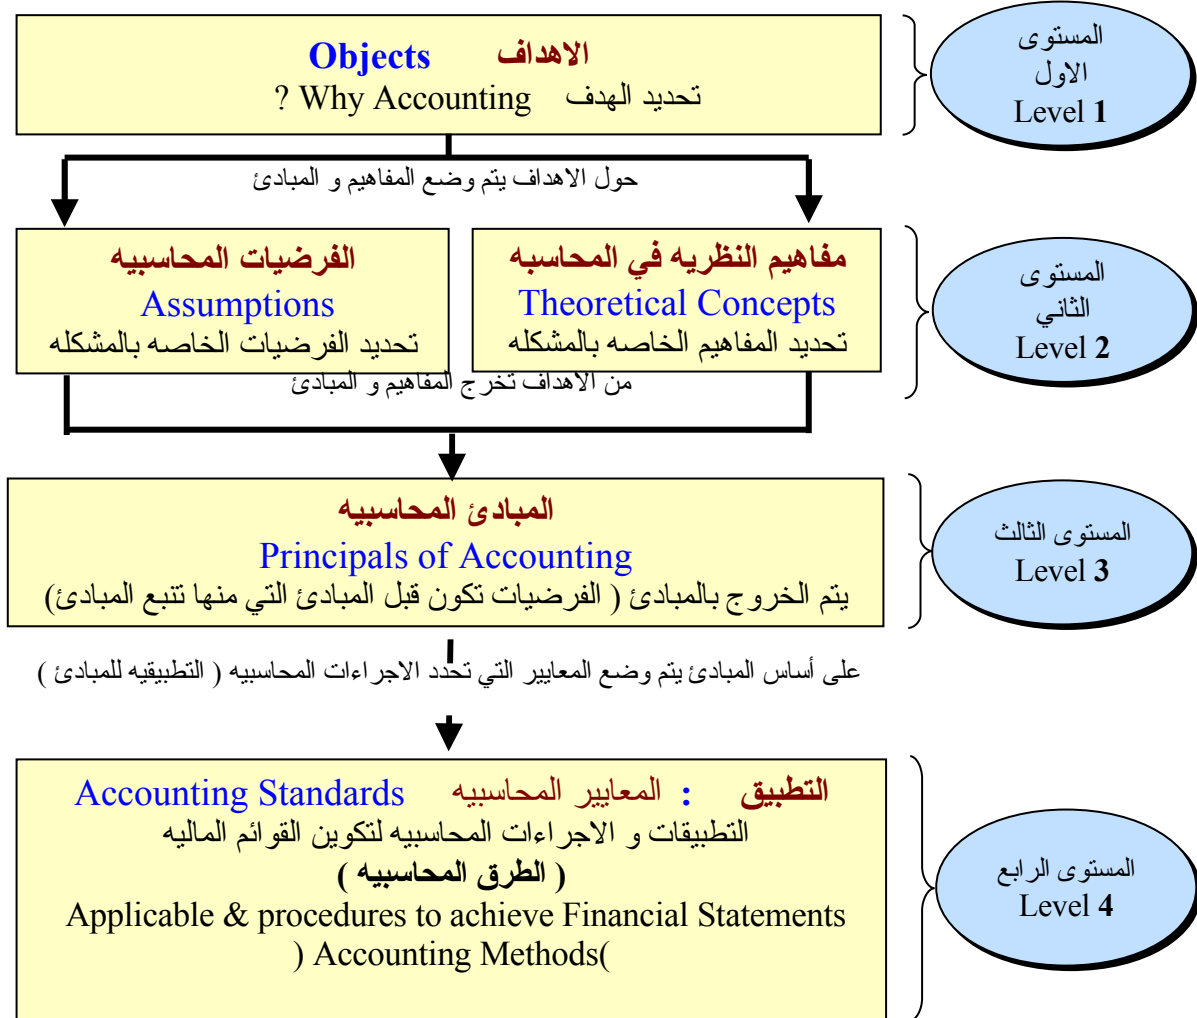 الاهداف Objects
تحديد الهدف Why Accounting ?
المستوى
الاول
Level 1
حول الاهداف يتم وضع المفاهيم و المبادئ
مفاهيم النظريه في المحاسبه
Theoretical Concepts
تحديد المفاهيم الخاصه بالمشكله
الفرضيات المحاسبيه
Assumptions
تحديد الفرضيات الخاصه بالمشكله
المستوى
الثاني
Level 2
من الاهداف تخرج المفاهيم و المبادئ
المبادئ المحاسبيه
Principals of Accounting
يتم الخروج بالمبادئ ( الفرضيات تكون قبل المبادئ التي منها تنبع المبادئ)
المستوى الثالث
Level 3
على أساس المبادئ يتم وضع المعايير التي تحدد الاجراءات المحاسبيه ( التطبيقيه للمبادئ )
التطبيق : المعايير المحاسبيه Accounting Standards
التطبيقات و الاجراءات المحاسبيه لتكوين القوائم الماليه
( الطرق المحاسبيه )
Applicable & procedures to achieve Financial Statements
) Accounting Methods(
المستوى الرابع
Level 4